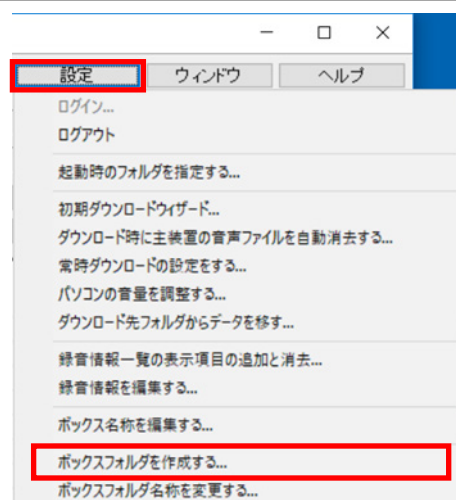 設定 ウィンドウ ヘルプ
ログイン...
ログアウト
起動時のフォルダを指定する...
初期ダウンロードウィザード...
ダウンロード時に主装置の音声ファイルを自動消去する...
常時ダウンロードの設定をする...
パソコンの音量を調整する...
ダウンロード先フォルダからデータを移す...
録音情報一覧の表示項目の追加と消去...
録音情報を編集する...
ボックス名称を編集する...
ボックスフォルダを作成する...
ボックスフォルダ名称を変更する...